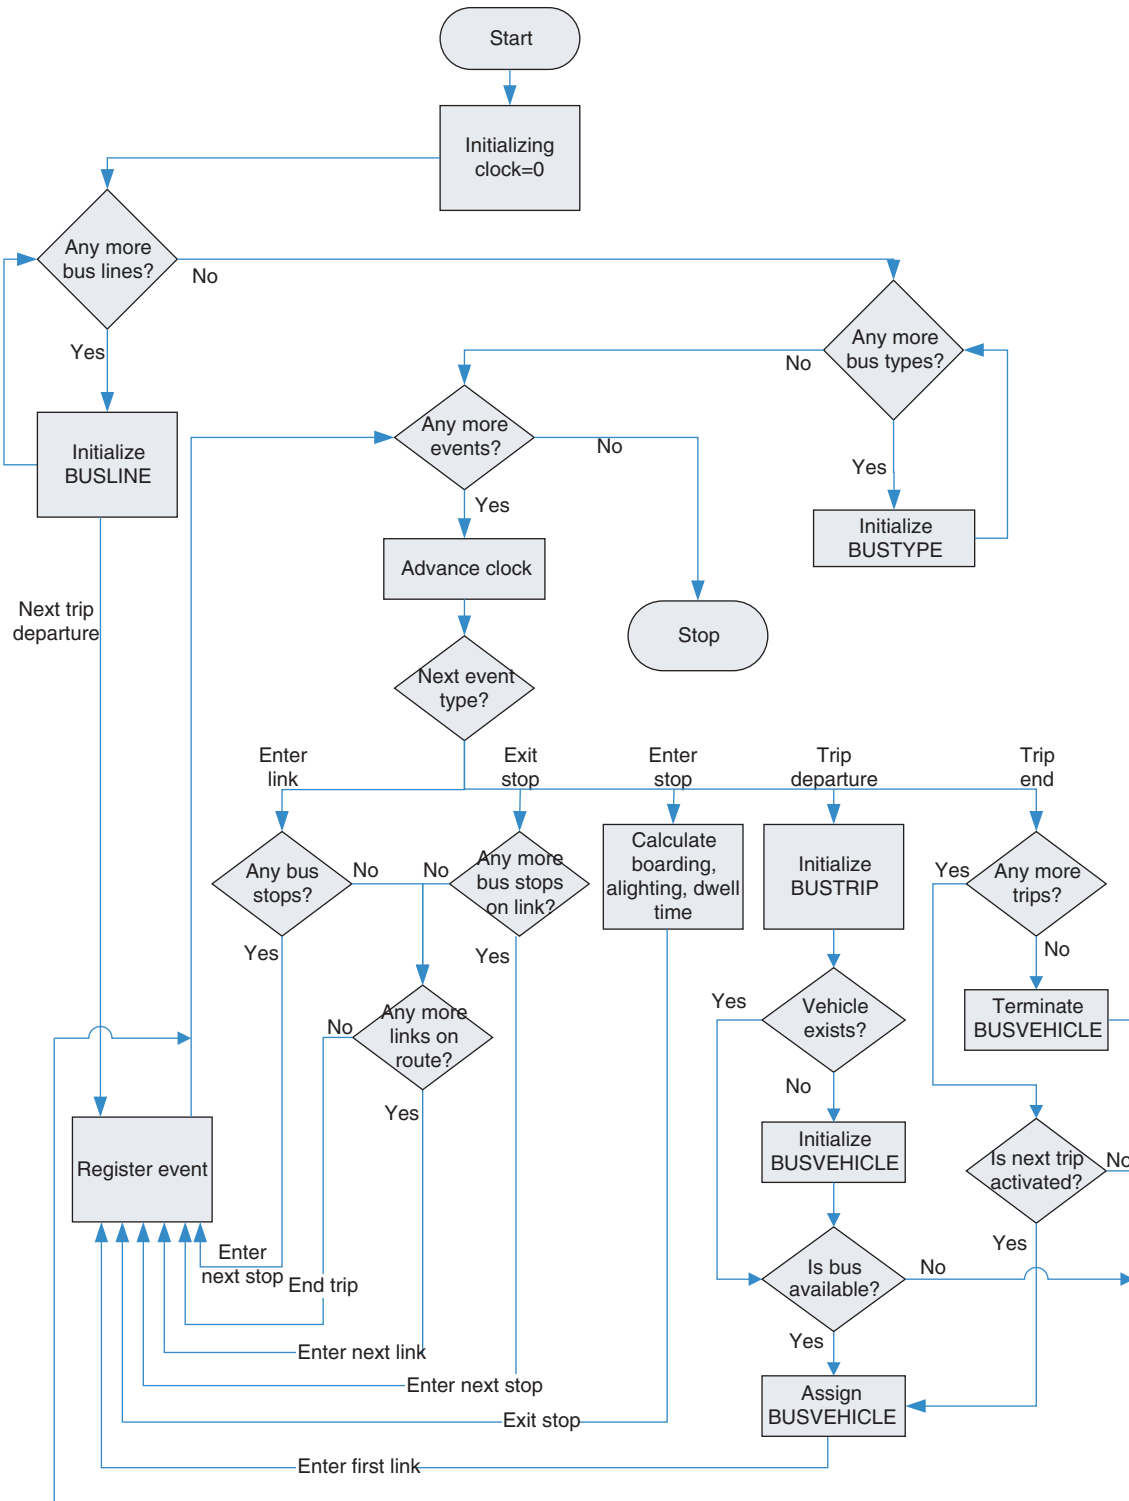 Start
Initializing
clock=0
Any more
bus lines?
No
Yes
Any more
bus types?
No
Yes
Initialize
BUSLINE
Any more
events?
No
Yes
Initialize
BUSTYPE
Advance clock
Next trip
departure
Stop
Next event
type?
Enter
link
Exit
stop
Enter
stop
Trip
departure
Trip
end
Any bus
stops?
No
No
Any more
bus stops
on link?
Calculate
boarding,
alighting, dwell
time
Initialize
BUSTRIP
Yes
Any more
trips?
Yes
Yes
No
Any more
links on
route?
No
Yes
Yes
Vehicle
exists?
No
Terminate
BUSVEHICLE
Register event
Initialize
BUSVEHICLE
Is next trip
activated?
No
Yes
Enter
next stop
End trip
Is bus
available?
No
Yes
Enter next link
Enter next stop
Assign
BUSVEHICLE
Exit stop
Enter first link